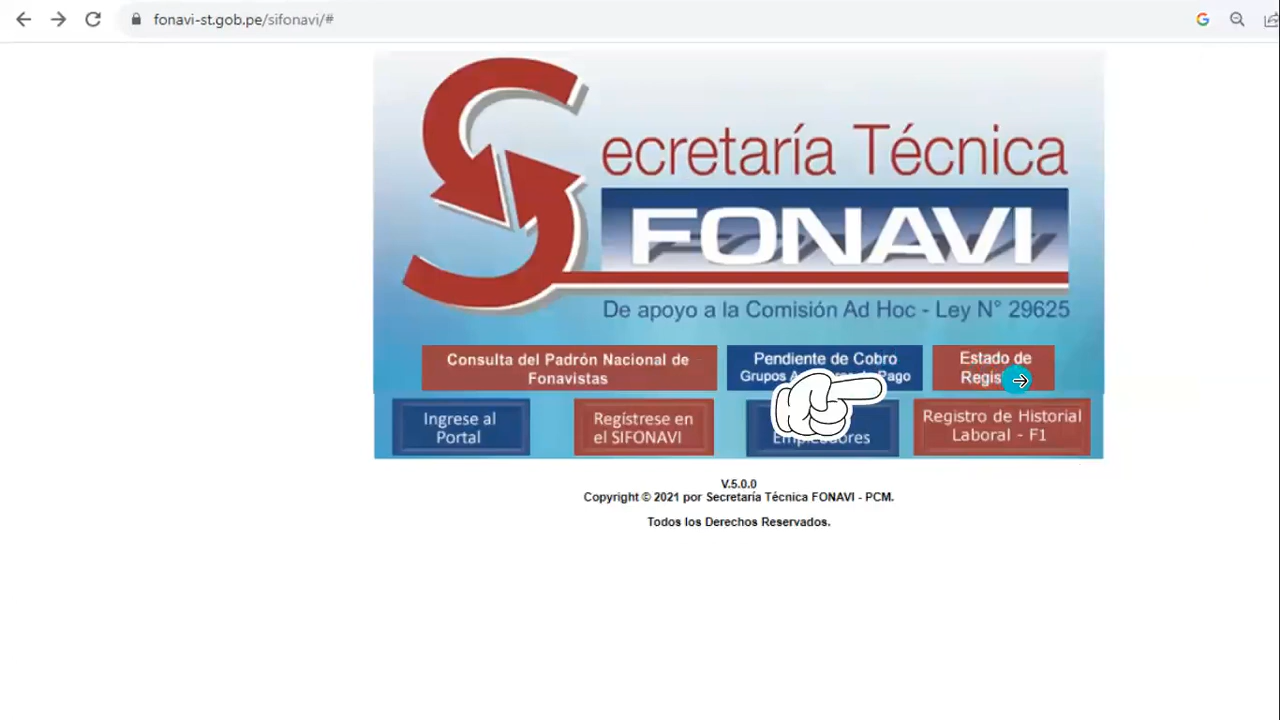 fonavi-st.gob.pe/sifonavi/#
Secretaría Técnica
FONAVI
De apoyo a la Comisión Ad Hoc - Ley N° 29625
Consulta del Padrón Nacional de
Fonavistas
Pendiente de Cobro
Grupos Pago
Estado de
Ingrese al
Portal
Regístrese en
el SIFONAVI
Empleadores
Registro de Historial
Laboral - F1
V.5.0.0
Copyright © 2021 por Secretaría Técnica FONAVI - PCM.
Todos los Derechos Reservados.